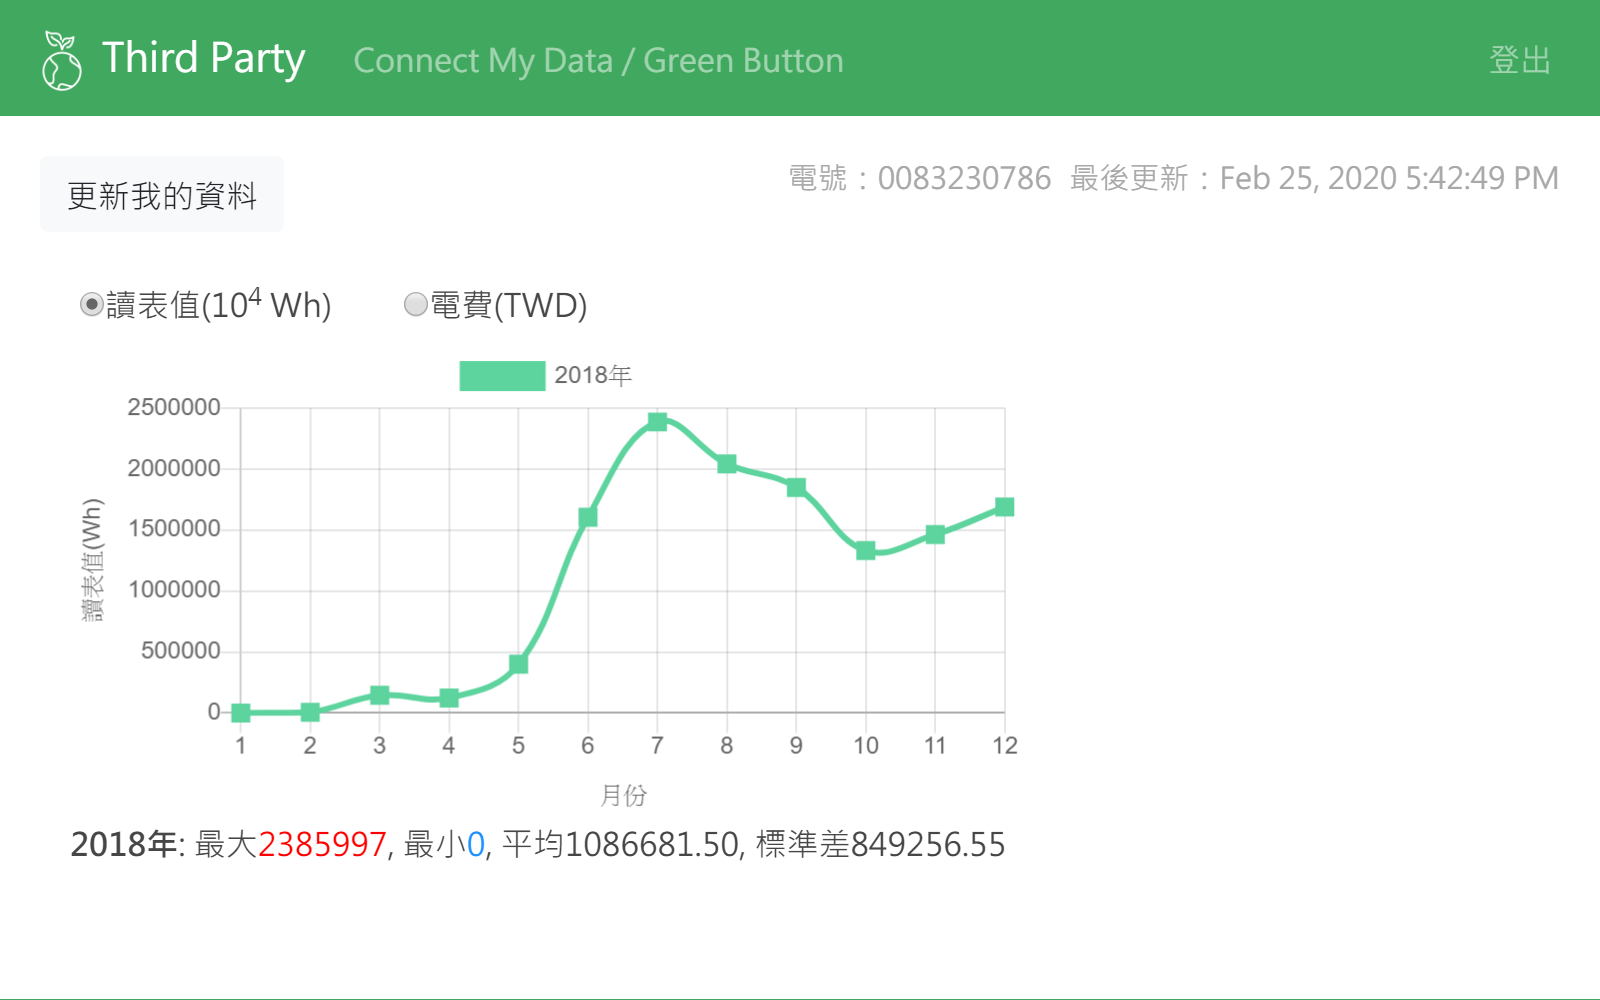 Third Party Connect My Data / Green Button 登出
更新我的資料 電號：0083230786 最後更新：Feb 25, 2020 5:42:49 PM
讀表值(10⁴ Wh) 電費(TWD)
2018年
2500000
2000000
1500000
1000000
500000
0
讀表值(Wh)
1 2 3 4 5 6 7 8 9 10 11 12
月份
2018年: 最大2385997, 最小0, 平均1086681.50, 標準差849256.55